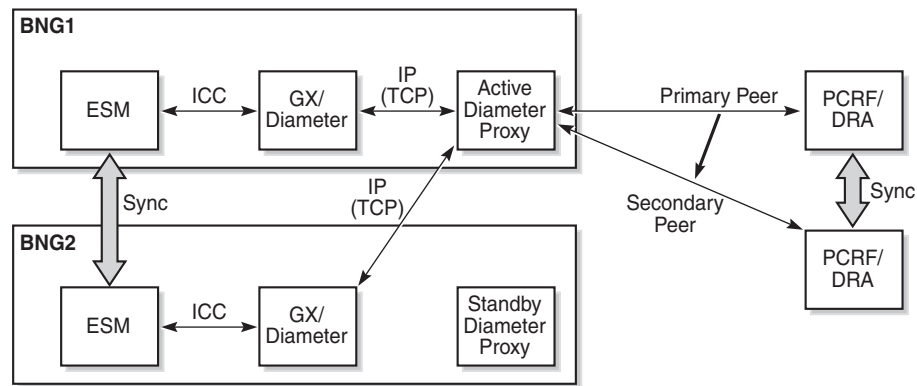 BNG1
ESM
ICC
GX/
Diameter
IP
(TCP)
Active
Diameter
Proxy
Primary Peer
PCRF/
DRA
Sync
IP
(TCP)
Secondary
Peer
Sync
BNG2
ESM
ICC
GX/
Diameter
Standby
Diameter
Proxy
PCRF/
DRA